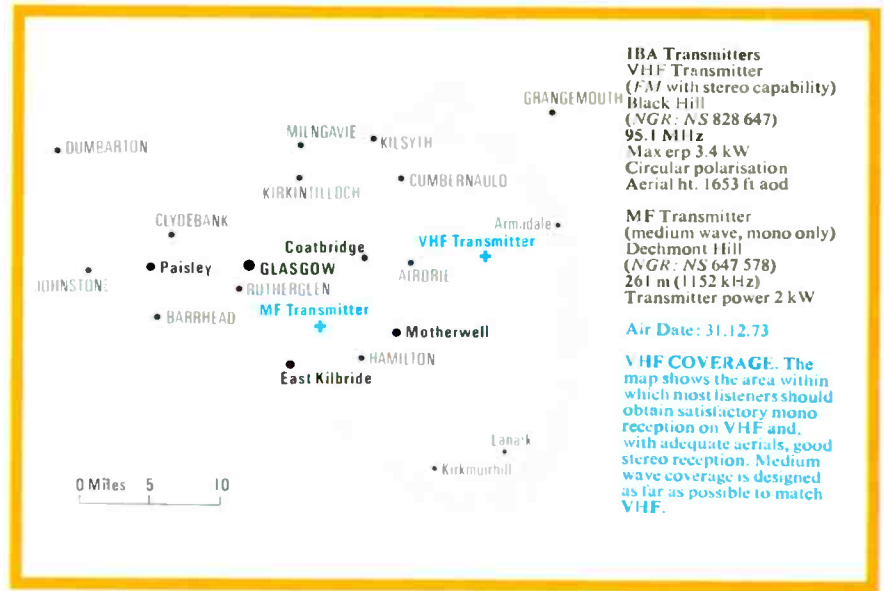 GRANGEMOUTH
MILNGAVIE
KILSYTH
DUMBARTON
CUMBERNAULD
KIRKINTILLOCH
CLYDEBANK
Armadale
Coatbridge
VHF Transmitter
Paisley
GLASGOW
AIRDRIE
JOHNSTONE
RUTHERGLEN
MF Transmitter
BARRHEAD
Motherwell
HAMILTON
East Kilbride
Lanark
Kirkmuirhill
0 Miles 5 10
IBA Transmitters
VHF Transmitter
(FM with stereo capability)
Black Hill
(NGR: NS 828 647)
95.1 MHz
Max erp 3.4 kW
Circular polarisation
Aerial ht. 1653 ft aod
MF Transmitter
(medium wave, mono only)
Dechmont Hill
(NGR: NS 647 578)
261 m (1152 kHz)
Transmitter power 2 kW
Air Date: 31.12.73
VHF COVERAGE. The
map shows the area within
which most listeners should
obtain satisfactory mono
reception on VHF and,
with adequate aerials, good
stereo reception. Medium
wave coverage is designed
as far as possible to match
VHF.